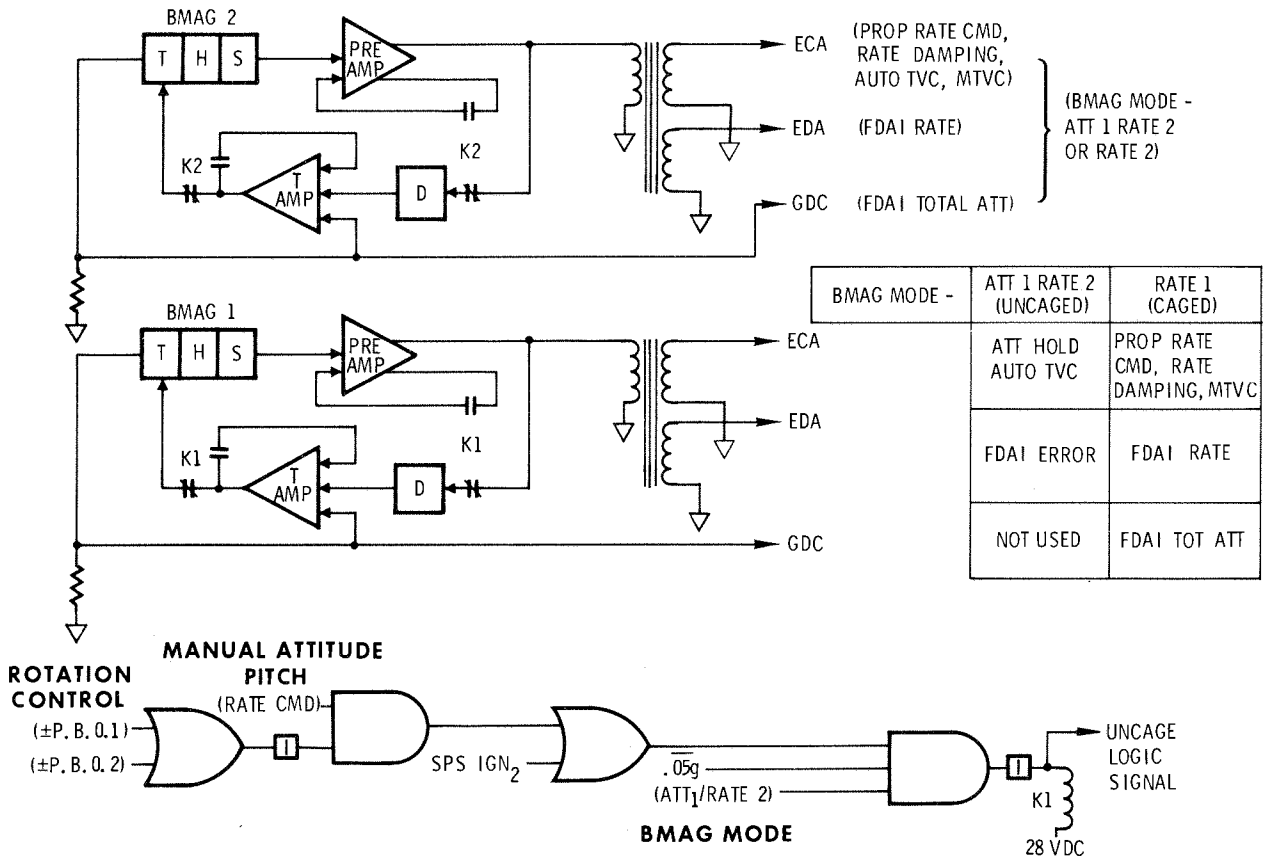 BMAG 2
T H S
PRE AMP
ECA (PROP RATE CMD,
RATE DAMPING,
AUTO TVC, MTVC)
EDA (FDAI RATE)
GDC (FDAI TOTAL ATT)
(BMAG MODE -
ATT 1 RATE 2
OR RATE 2)
K2
T AMP
D
K2
BMAG 1
T H S
PRE AMP
ECA
EDA
GDC
K1
T AMP
D
K1
BMAG MODE - ATT 1 RATE 2 (UNCAGED) RATE 1 (CAGED)
ATT HOLD AUTO TVC PROP RATE CMD, RATE DAMPING, MTVC
FDAI ERROR FDAI RATE
NOT USED FDAI TOT ATT
MANUAL ATTITUDE
PITCH
(RATE CMD)
ROTATION
CONTROL
(±P. B. O. 1)
(±P. B. O. 2)
I
SPS IGN2
.05g
(ATT1/RATE 2)
BMAG MODE
I
UNCAGE
LOGIC
SIGNAL
K1
28 VDC